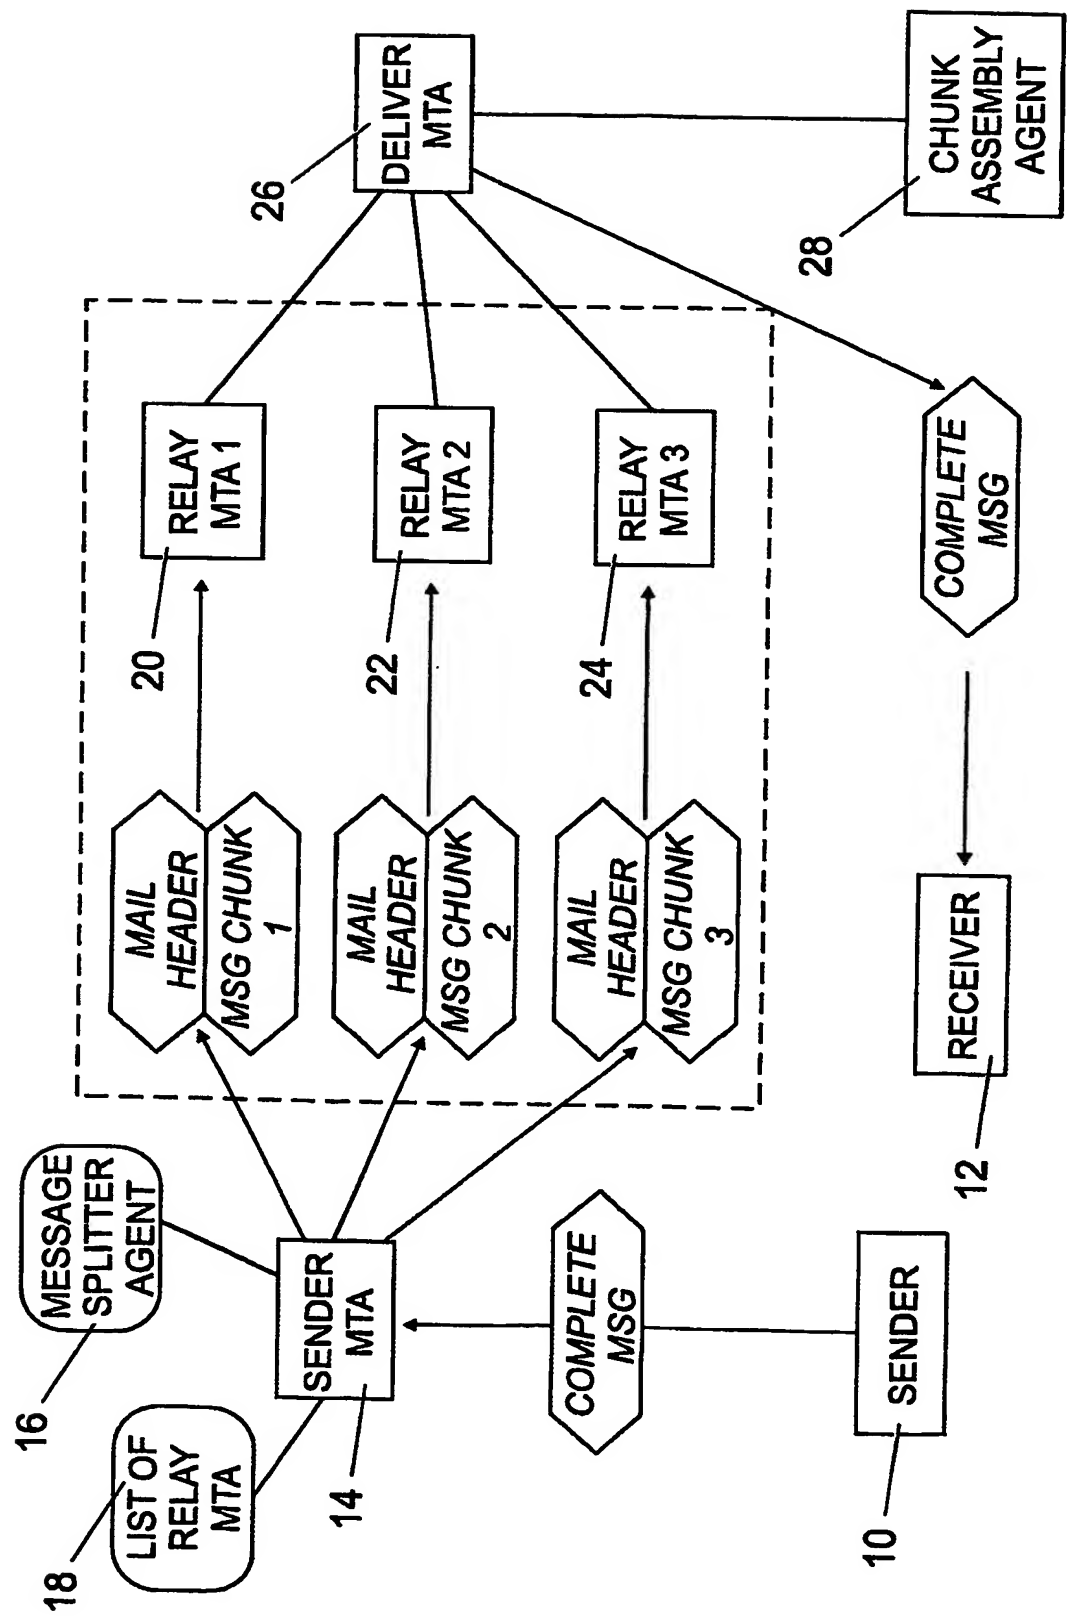 18
LIST OF
RELAY
MTA
16
MESSAGE
SPLITTER
AGENT
14
SENDER
MTA
COMPLETE
MSG
10
SENDER
MAIL
HEADER
MSG CHUNK
1
MAIL
HEADER
MSG CHUNK
2
MAIL
HEADER
MSG CHUNK
3
20
RELAY
MTA 1
22
RELAY
MTA 2
24
RELAY
MTA 3
26
DELIVER
MTA
28
CHUNK
ASSEMBLY
AGENT
COMPLETE
MSG
12
RECEIVER